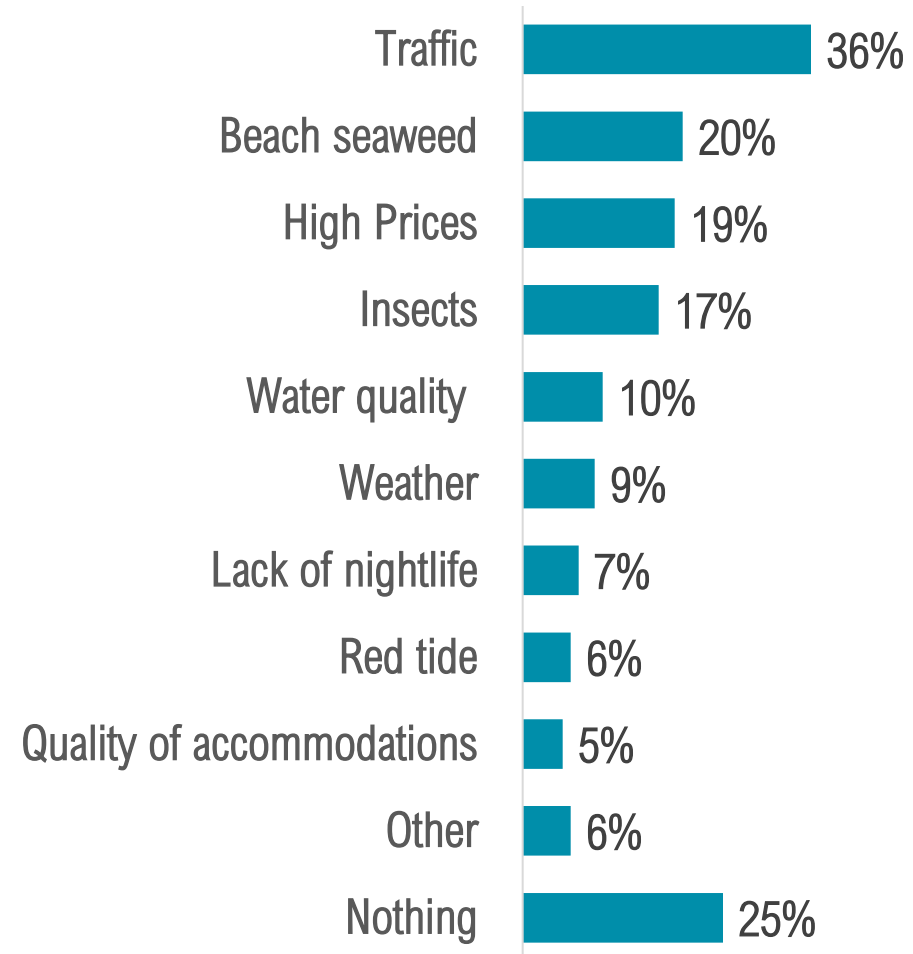 Traffic 36%
Beach seaweed 20%
High Prices 19%
Insects 17%
Water quality 10%
Weather 9%
Lack of nightlife 7%
Red tide 6%
Quality of accommodations 5%
Other 6%
Nothing 25%